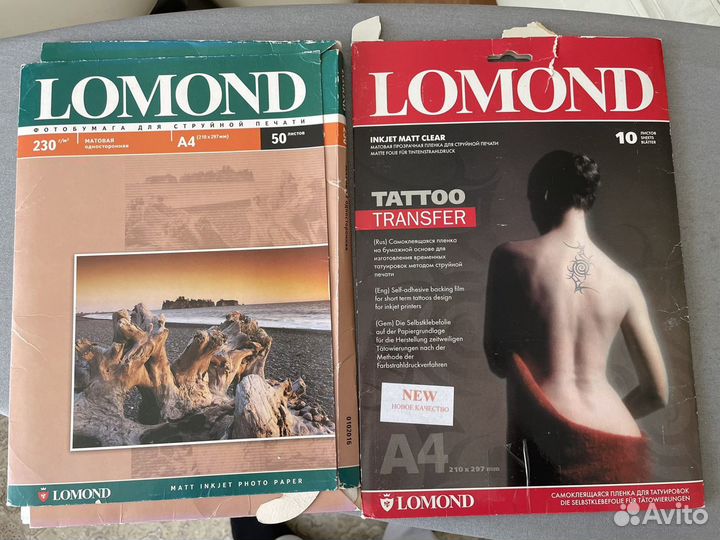 LOMOND
ФОТОБУМАГА ДЛЯ СТРУЙНОЙ ПЕЧАТИ
230 г/м²
МАТОВАЯ
односторонняя
A4 (210 x 297 мм)
50 ЛИСТОВ
0102016
MATT INKJET PHOTO PAPER
LOMOND
LOMOND
INKJET MATT CLEAR
МАТОВАЯ ПРОЗРАЧНАЯ ПЛЕНКА ДЛЯ СТРУЙНОЙ ПЕЧАТИ
MATTE FOLIE FÜR TINTENSTRAHLDRUCK
10 ЛИСТОВ
SHEETS
BLÄTTER
TATTOO
TRANSFER
(Rus) Самоклеящаяся пленка
на бумажной основе для
изготовления временных
татуировок методом струйной
печати
(Eng) Self-adhesive backing film
for short term tattoos design
for inkjet printers
(Gem) Die Selbstklebefolie
auf der Papiergrundlage
für die Herstellung zeitweiligen
Tätowierungen nach der
Methode der
Farbstrahldruckverfahren
NEW
НОВОЕ КАЧЕСТВО
A4 210 x 297 mm
LOMOND
САМОКЛЕЯЩАЯСЯ ПЛЕНКА ДЛЯ ТАТУИРОВОК
DIE SELBSTKLEBEFOLIE FÜR TÄTOWIERUNGEN
Avito